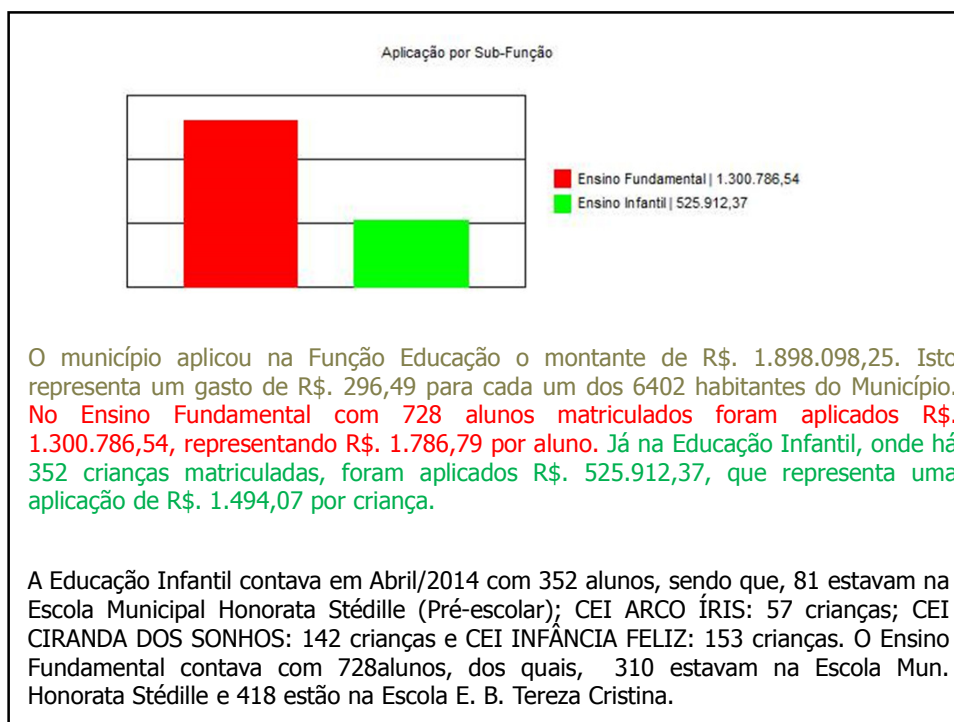 Aplicação por Sub-Função
Ensino Fundamental | 1.300.786,54
Ensino Infantil | 525.912,37
O município aplicou na Função Educação o montante de R$. 1.898.098,25. Isto
representa um gasto de R$. 296,49 para cada um dos 6402 habitantes do Município.
No Ensino Fundamental com 728 alunos matriculados foram aplicados R$.
1.300.786,54, representando R$. 1.786,79 por aluno. Já na Educação Infantil, onde há
352 crianças matriculadas, foram aplicados R$. 525.912,37, que representa uma
aplicação de R$. 1.494,07 por criança.
A Educação Infantil contava em Abril/2014 com 352 alunos, sendo que, 81 estavam na
Escola Municipal Honorata Stédille (Pré-escolar); CEI ARCO ÍRIS: 57 crianças; CEI
CIRANDA DOS SONHOS: 142 crianças e CEI INFÂNCIA FELIZ: 153 crianças. O Ensino
Fundamental contava com 728alunos, dos quais, 310 estavam na Escola Mun.
Honorata Stédille e 418 estão na Escola E. B. Tereza Cristina.